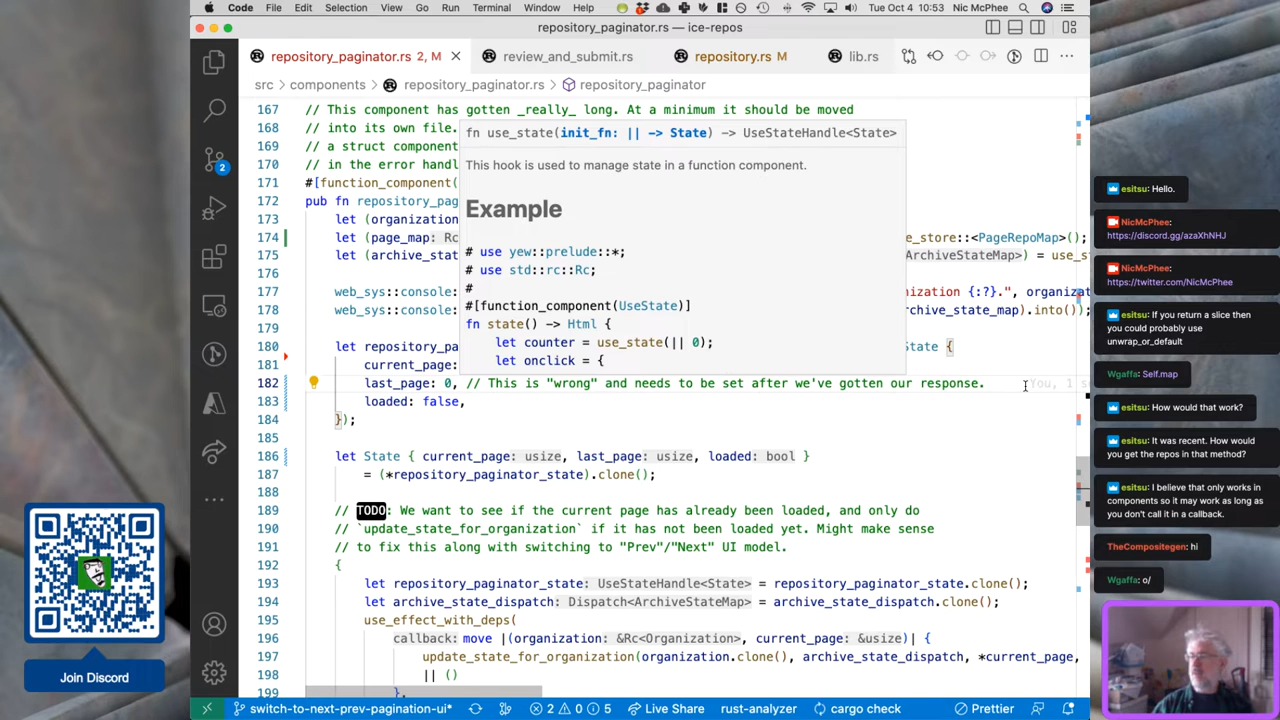 Code File Edit Selection View Go Run Terminal Window Help
Tue Oct 4 10:53 Nic McPhee
repository_paginator.rs — ice-repos
repository_paginator.rs 2, M
review_and_submit.rs
repository.rs M
lib.rs
src > components > repository_paginator.rs > repository_paginator
167 // This component has gotten _really_ long. At a minimum it should be moved
168 // into its own file.
169 // a struct component
170 // in the error handl
171 #[function_component(
172 pub fn repository_pag
173 let (organization
174 let (page_map: Rc
e_store::<PageRepoMap>();
175 let (archive_stat
ArchiveStateMap>) = use_st
176
177 web_sys::console:
nization {:?}.", organizat
178 web_sys::console:
rchive_state_map).into());
179
180 let repository_pa
State {
181 current_page:
182 last_page: 0, // This is "wrong" and needs to be set after we've gotten our response.
You, 1 s
183 loaded: false,
184 });
185
186 let State { current_page: usize, last_page: usize, loaded: bool }
187 = (*repository_paginator_state).clone();
188
189 // TODO: We want to see if the current page has already been loaded, and only do
190 // `update_state_for_organization` if it has not been loaded yet. Might make sense
191 // to fix this along with switching to "Prev"/"Next" UI model.
192 {
193 let repository_paginator_state: UseStateHandle<State> = repository_paginator_state.clone();
194 let archive_state_dispatch: Dispatch<ArchiveStateMap> = archive_state_dispatch.clone();
195 use_effect_with_deps(
196 callback: move |(organization: &Rc<Organization>, current_page: &usize)| {
197 update_state_for_organization(organization.clone(), archive_state_dispatch, *current_page,
198 || ()
199 },
fn use_state(init_fn: || -> State) -> UseStateHandle<State>
This hook is used to manage state in a function component.
Example
# use yew::prelude::*;
# use std::rc::Rc;
#
#[function_component(UseState)]
fn state() -> Html {
let counter = use_state(|| 0);
let onclick = {
2
switch-to-next-prev-pagination-ui* 2 0 5 Live Share rust-analyzer cargo check Prettier
Join Discord
esitsu: Hello.
NicMcPhee:
https://discord.gg/azaXhNHJ
NicMcPhee:
https://twitter.com/NicMcPhee
esitsu: If you return a slice then
you could probably use
unwrap_or_default
Wgaffa: Self.map
esitsu: How would that work?
esitsu: It was recent. How would
you get the repos in that method?
esitsu: I believe that only works in
components so it may work as long as
you don't call it in a callback.
TheCompositegen: hi
Wgaffa: o/